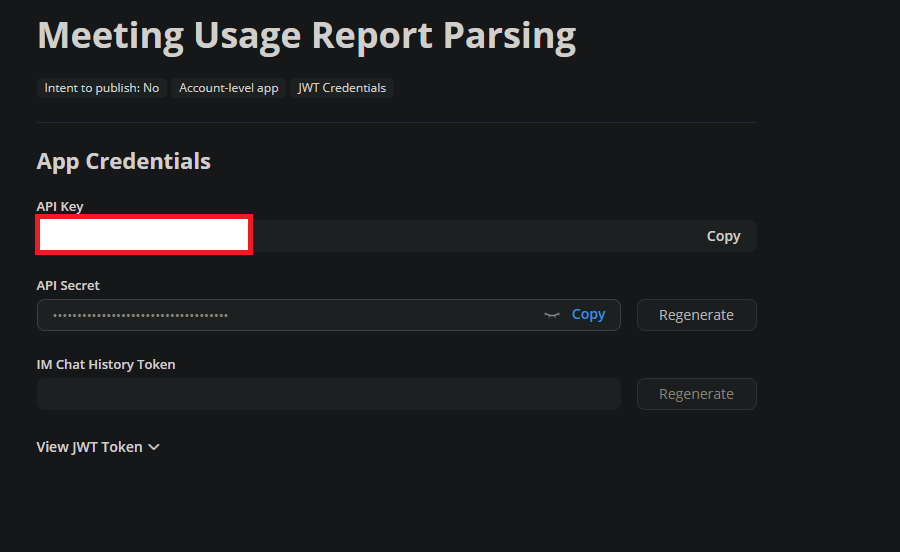 Meeting Usage Report Parsing
Intent to publish: No Account-level app JWT Credentials
App Credentials
API Key
Copy
API Secret
•••••••••••••••••••••••••••••••••••• Copy Regenerate
IM Chat History Token
Regenerate
View JWT Token